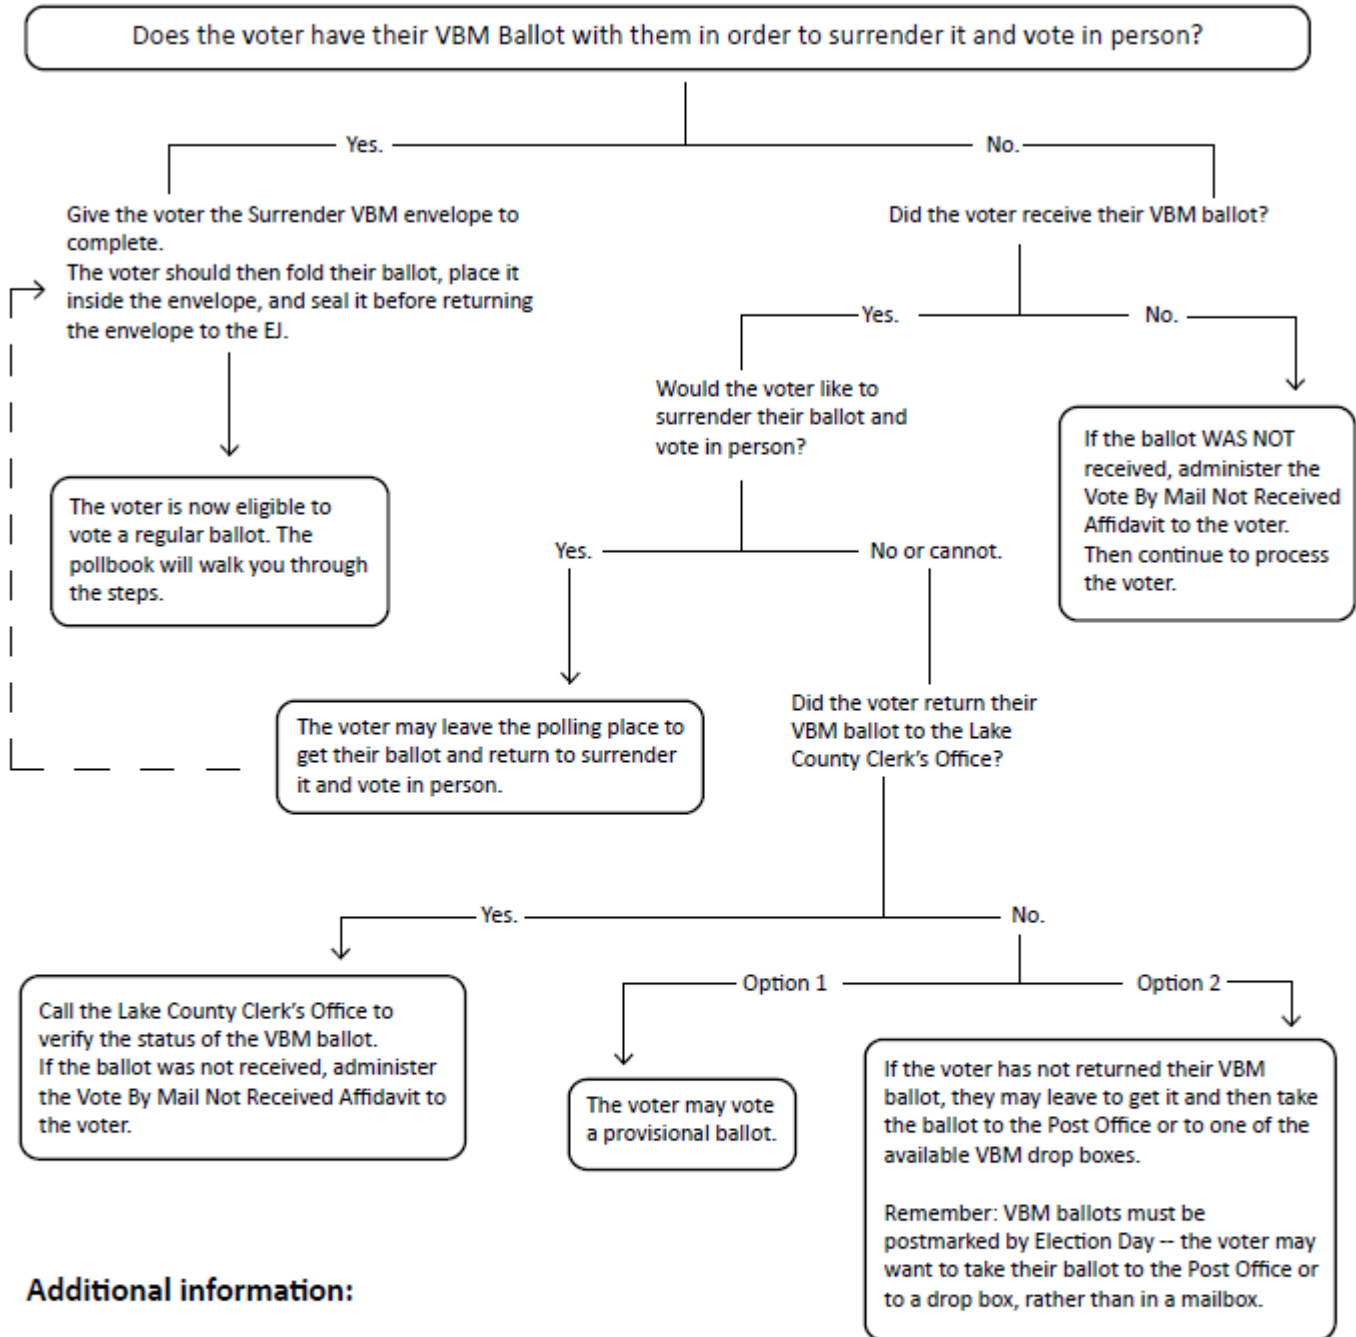 Does the voter have their VBM Ballot with them in order to surrender it and vote in person?
Yes.
No.
Give the voter the Surrender VBM envelope to
complete.
The voter should then fold their ballot, place it
inside the envelope, and seal it before returning
the envelope to the EJ.
Did the voter receive their VBM ballot?
Yes.
No.
Would the voter like to
surrender their ballot and
vote in person?
If the ballot WAS NOT
received, administer the
Vote By Mail Not Received
Affidavit to the voter.
Then continue to process
the voter.
The voter is now eligible to
vote a regular ballot. The
pollbook will walk you through
the steps.
Yes.
No or cannot.
The voter may leave the polling place to
get their ballot and return to surrender
it and vote in person.
Did the voter return their
VBM ballot to the Lake
County Clerk's Office?
Yes.
No.
Option 1
Option 2
Call the Lake County Clerk's Office to
verify the status of the VBM ballot.
If the ballot was not received, administer
the Vote By Mail Not Received Affidavit to
the voter.
The voter may vote
a provisional ballot.
If the voter has not returned their VBM
ballot, they may leave to get it and then take
the ballot to the Post Office or to one of the
available VBM drop boxes.
Remember: VBM ballots must be
postmarked by Election Day -- the voter may
want to take their ballot to the Post Office or
to a drop box, rather than in a mailbox.
Additional information: